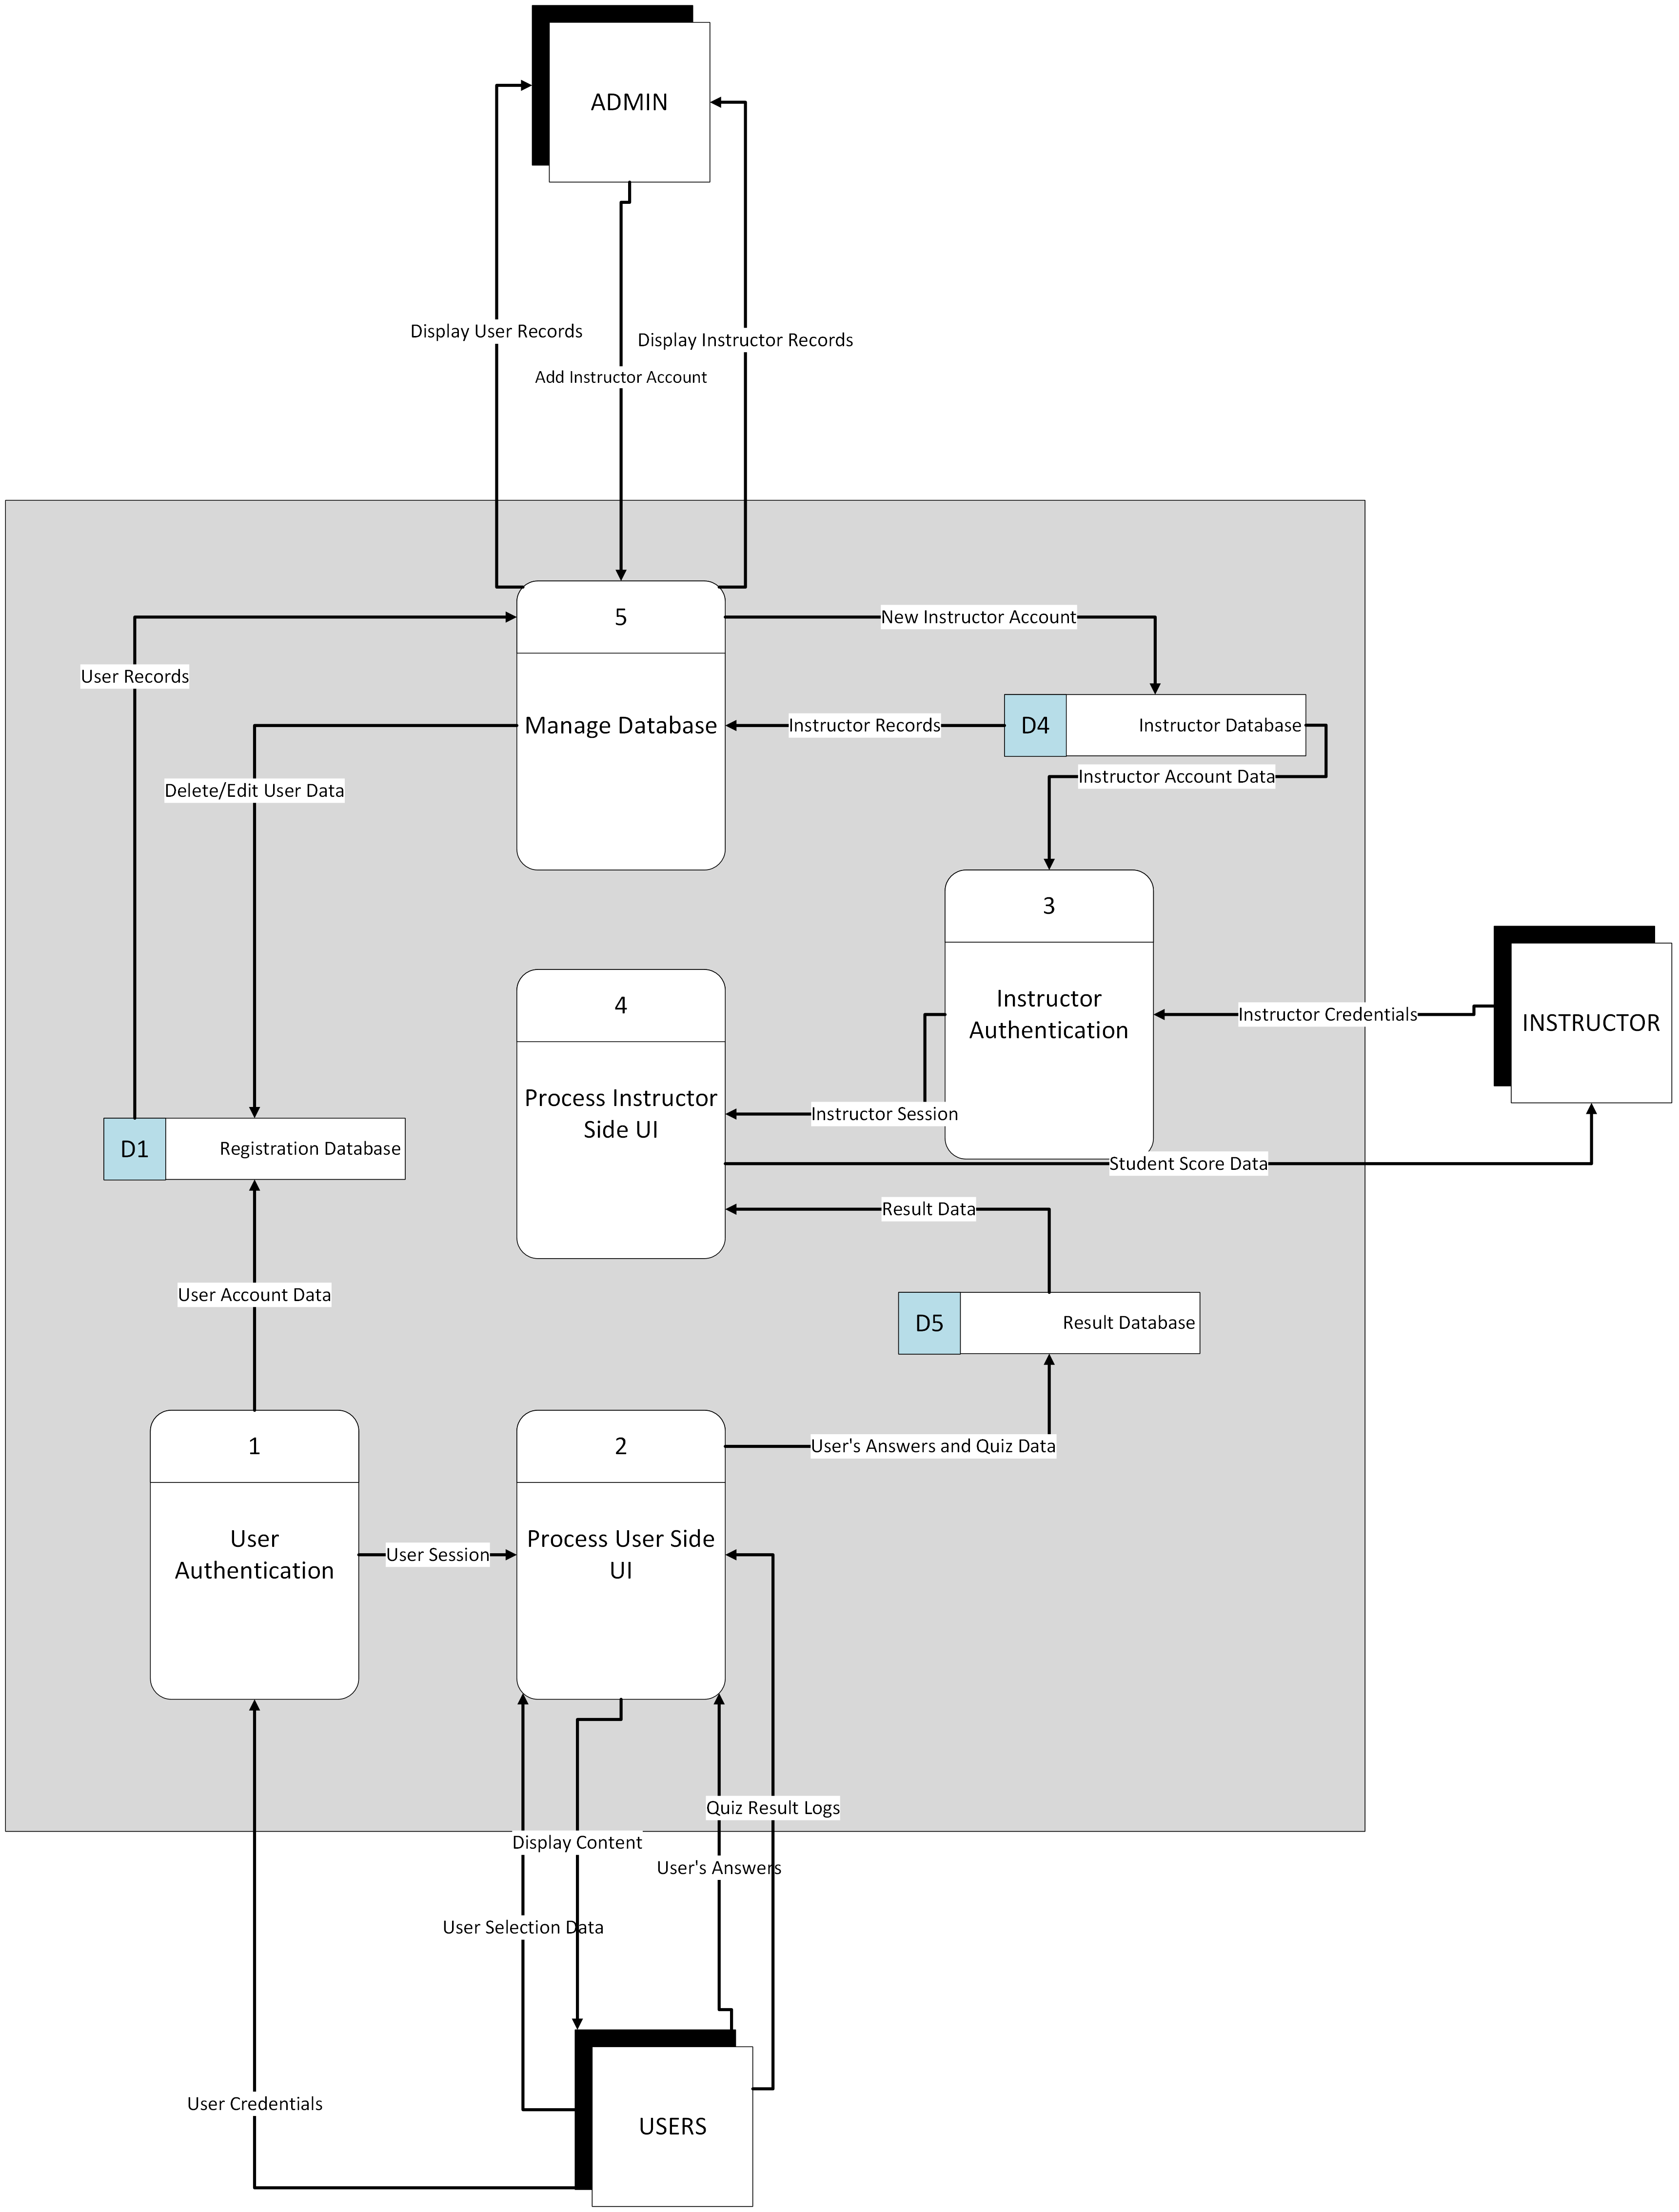 ADMIN
Display User Records
Display Instructor Records
Add Instructor Account
5
New Instructor Account
User Records
Manage Database
Instructor Records
D4
Instructor Database
Instructor Account Data
Delete/Edit User Data
3
Instructor
Authentication
4
Instructor Credentials
INSTRUCTOR
Process Instructor
Side UI
Instructor Session
D1
Registration Database
Student Score Data
Result Data
User Account Data
D5
Result Database
1
2
User's Answers and Quiz Data
User
Authentication
User Session
Process User Side
UI
Quiz Result Logs
Display Content
User's Answers
User Selection Data
User Credentials
USERS